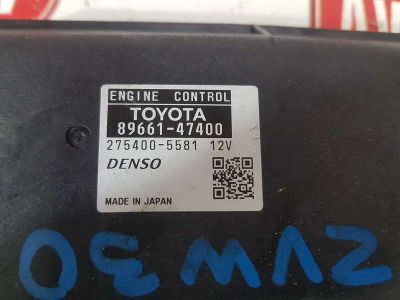 ENGINE CONTROL
TOYOTA
89661-47400
275400-5581 12V
DENSO
MADE IN JAPAN
ZVW30